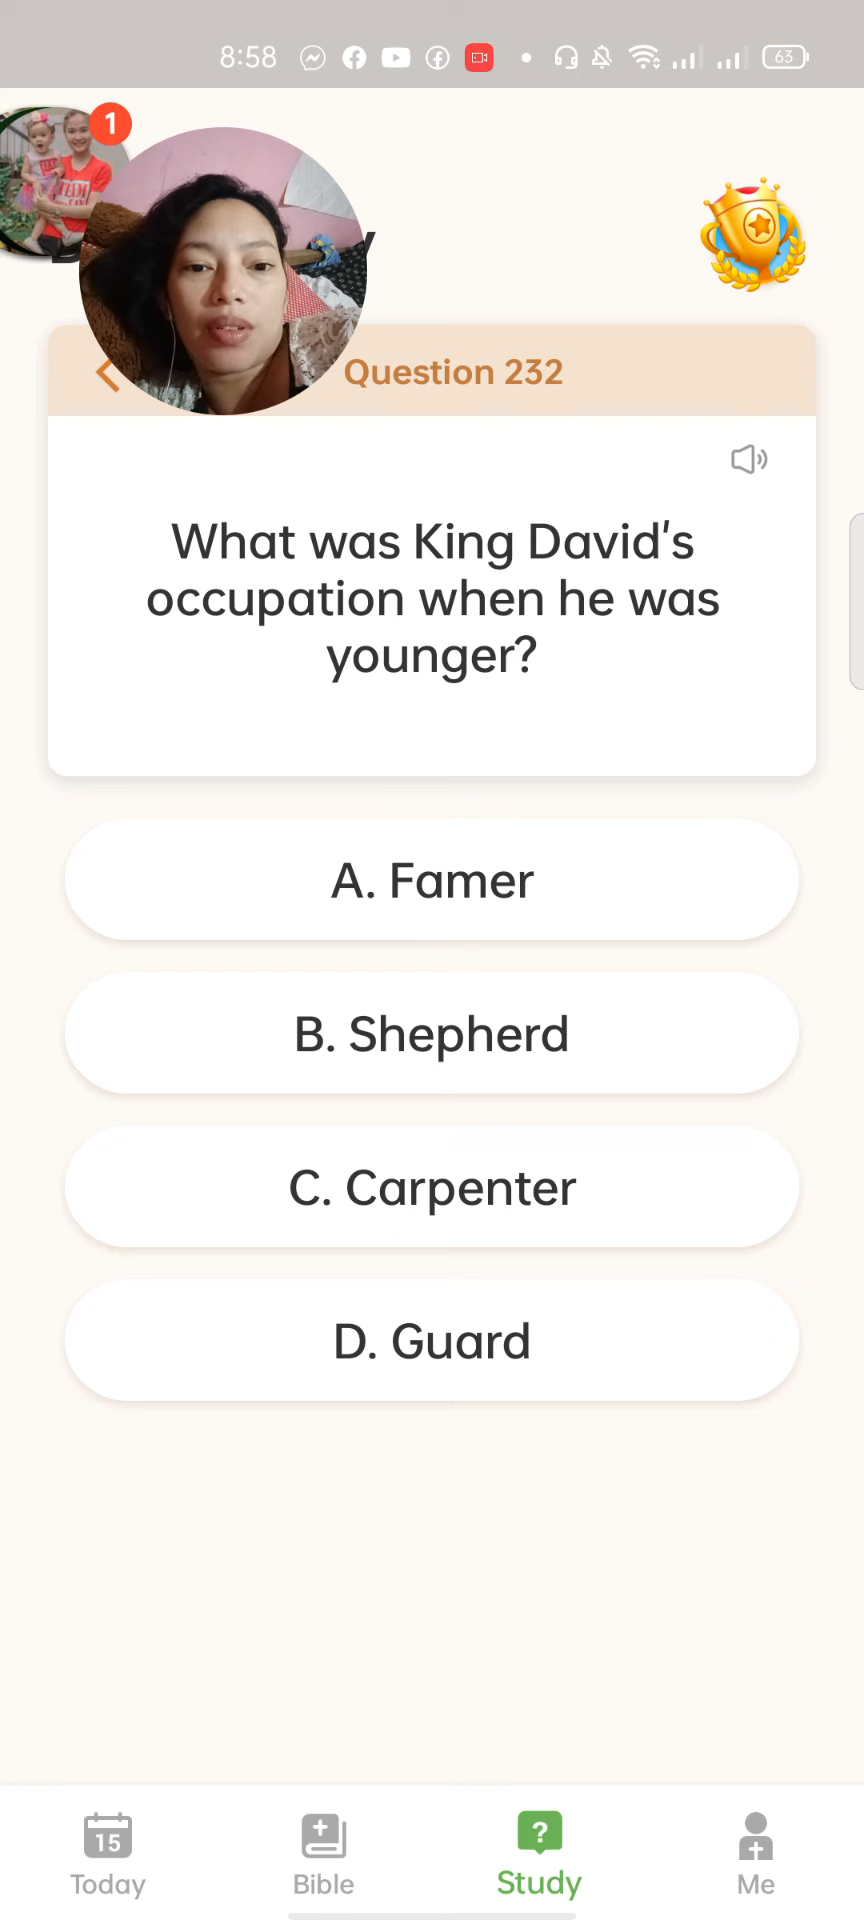 8:58
63
1
Question 232
What was King David's
occupation when he was
younger?
A. Famer
B. Shepherd
C. Carpenter
D. Guard
15
Today
Bible
?
Study
Me